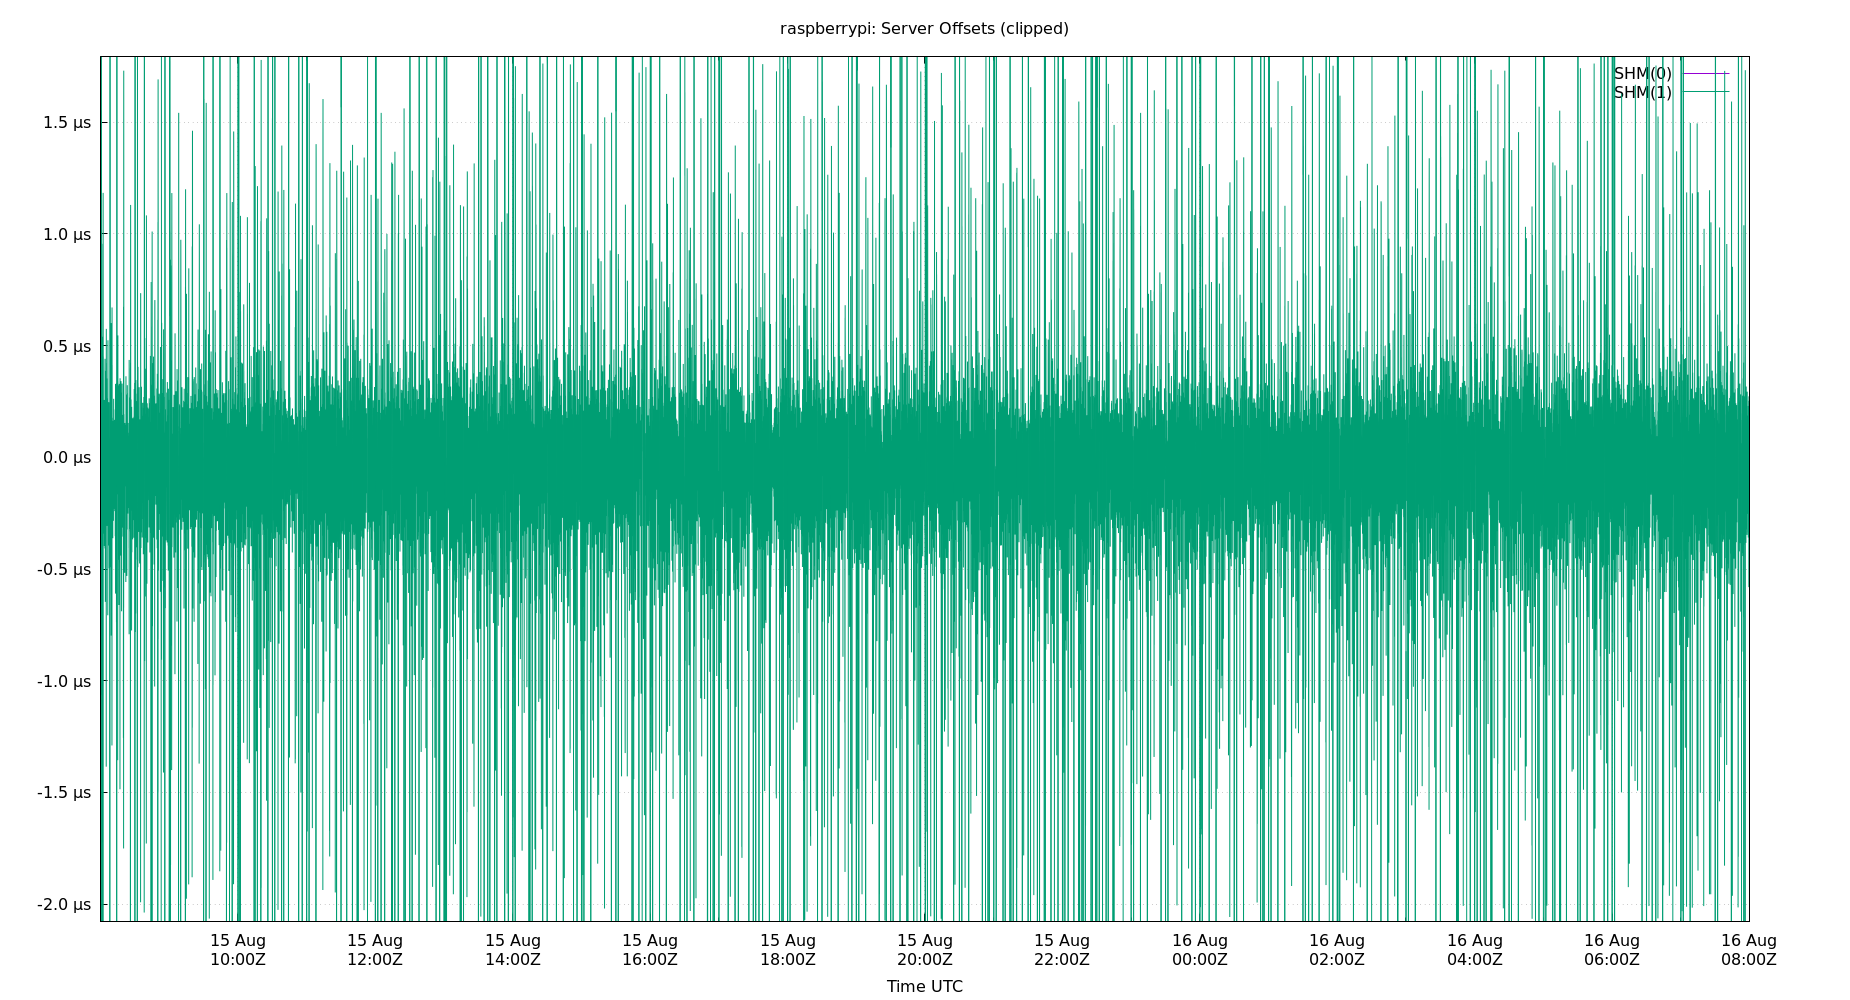 raspberrypi: Server Offsets (clipped)
SHM(0)
SHM(1)
1.5 µs
1.0 µs
0.5 µs
0.0 µs
-0.5 µs
-1.0 µs
-1.5 µs
-2.0 µs
15 Aug 15 Aug 15 Aug 15 Aug 15 Aug 15 Aug 15 Aug 16 Aug 16 Aug 16 Aug 16 Aug 16 Aug
10:00Z 12:00Z 14:00Z 16:00Z 18:00Z 20:00Z 22:00Z 00:00Z 02:00Z 04:00Z 06:00Z 08:00Z
Time UTC